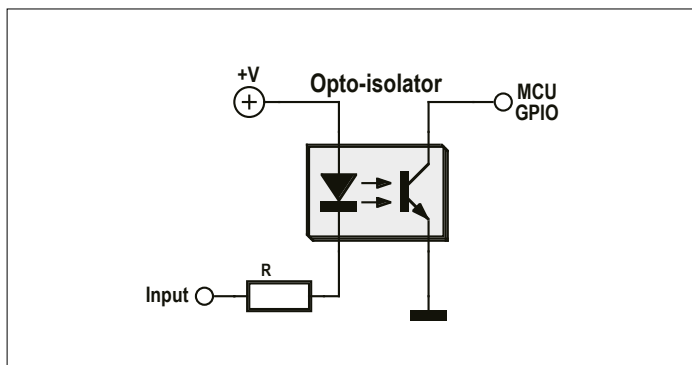 +V
Opto-isolator
MCU
GPIO
R
Input